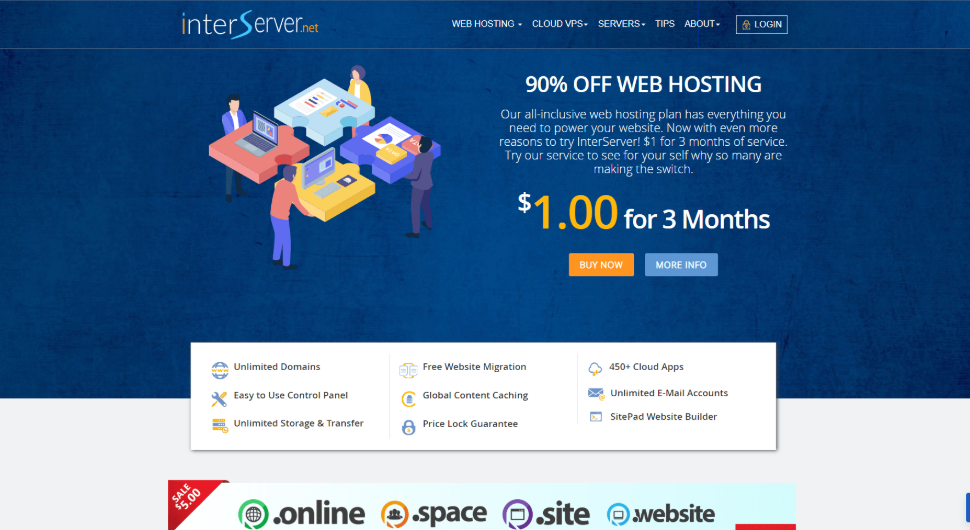 interServer.net
WEB HOSTING CLOUD VPS SERVERS TIPS ABOUT LOGIN
90% OFF WEB HOSTING
Our all-inclusive web hosting plan has everything you
need to power your website. Now with even more
reasons to try InterServer! $1 for 3 months of service.
Try our service to see for your self why so many are
making the switch.
$1.00 for 3 Months
BUY NOW MORE INFO
Unlimited Domains
Easy to Use Control Panel
Unlimited Storage & Transfer
Free Website Migration
Global Content Caching
Price Lock Guarantee
450+ Cloud Apps
Unlimited E-Mail Accounts
SitePad Website Builder
SALE
$5.00
.online .space .site .website